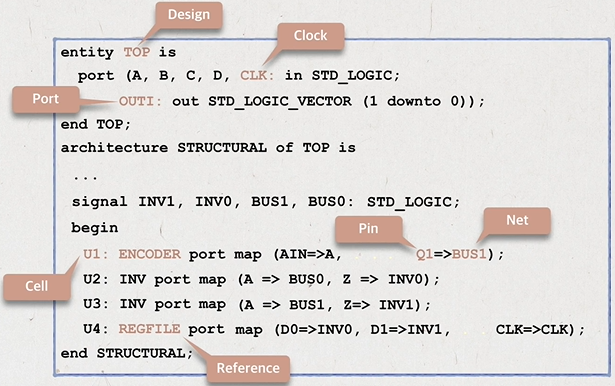 Design
Clock
entity TOP is
port (A, B, C, D, CLK: in STD_LOGIC;
Port
OUTI: out STD_LOGIC_VECTOR (1 downto 0));
end TOP;
architecture STRUCTURAL of TOP is
...
signal INV1, INV0, BUS1, BUS0: STD_LOGIC;
begin
Pin
Net
U1: ENCODER port map (AIN=>A, Q1=>BUS1);
Cell
U2: INV port map (A => BUS0, Z => INV0);
U3: INV port map (A => BUS1, Z=> INV1);
U4: REGFILE port map (D0=>INV0, D1=>INV1, CLK=>CLK);
end STRUCTURAL;
Reference